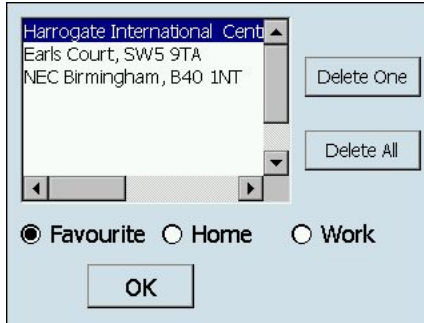 Harrogate International Cent
Earls Court, SW5 9TA
NEC Birmingham, B40 1NT
Delete One
Delete All
Favourite Home Work
OK